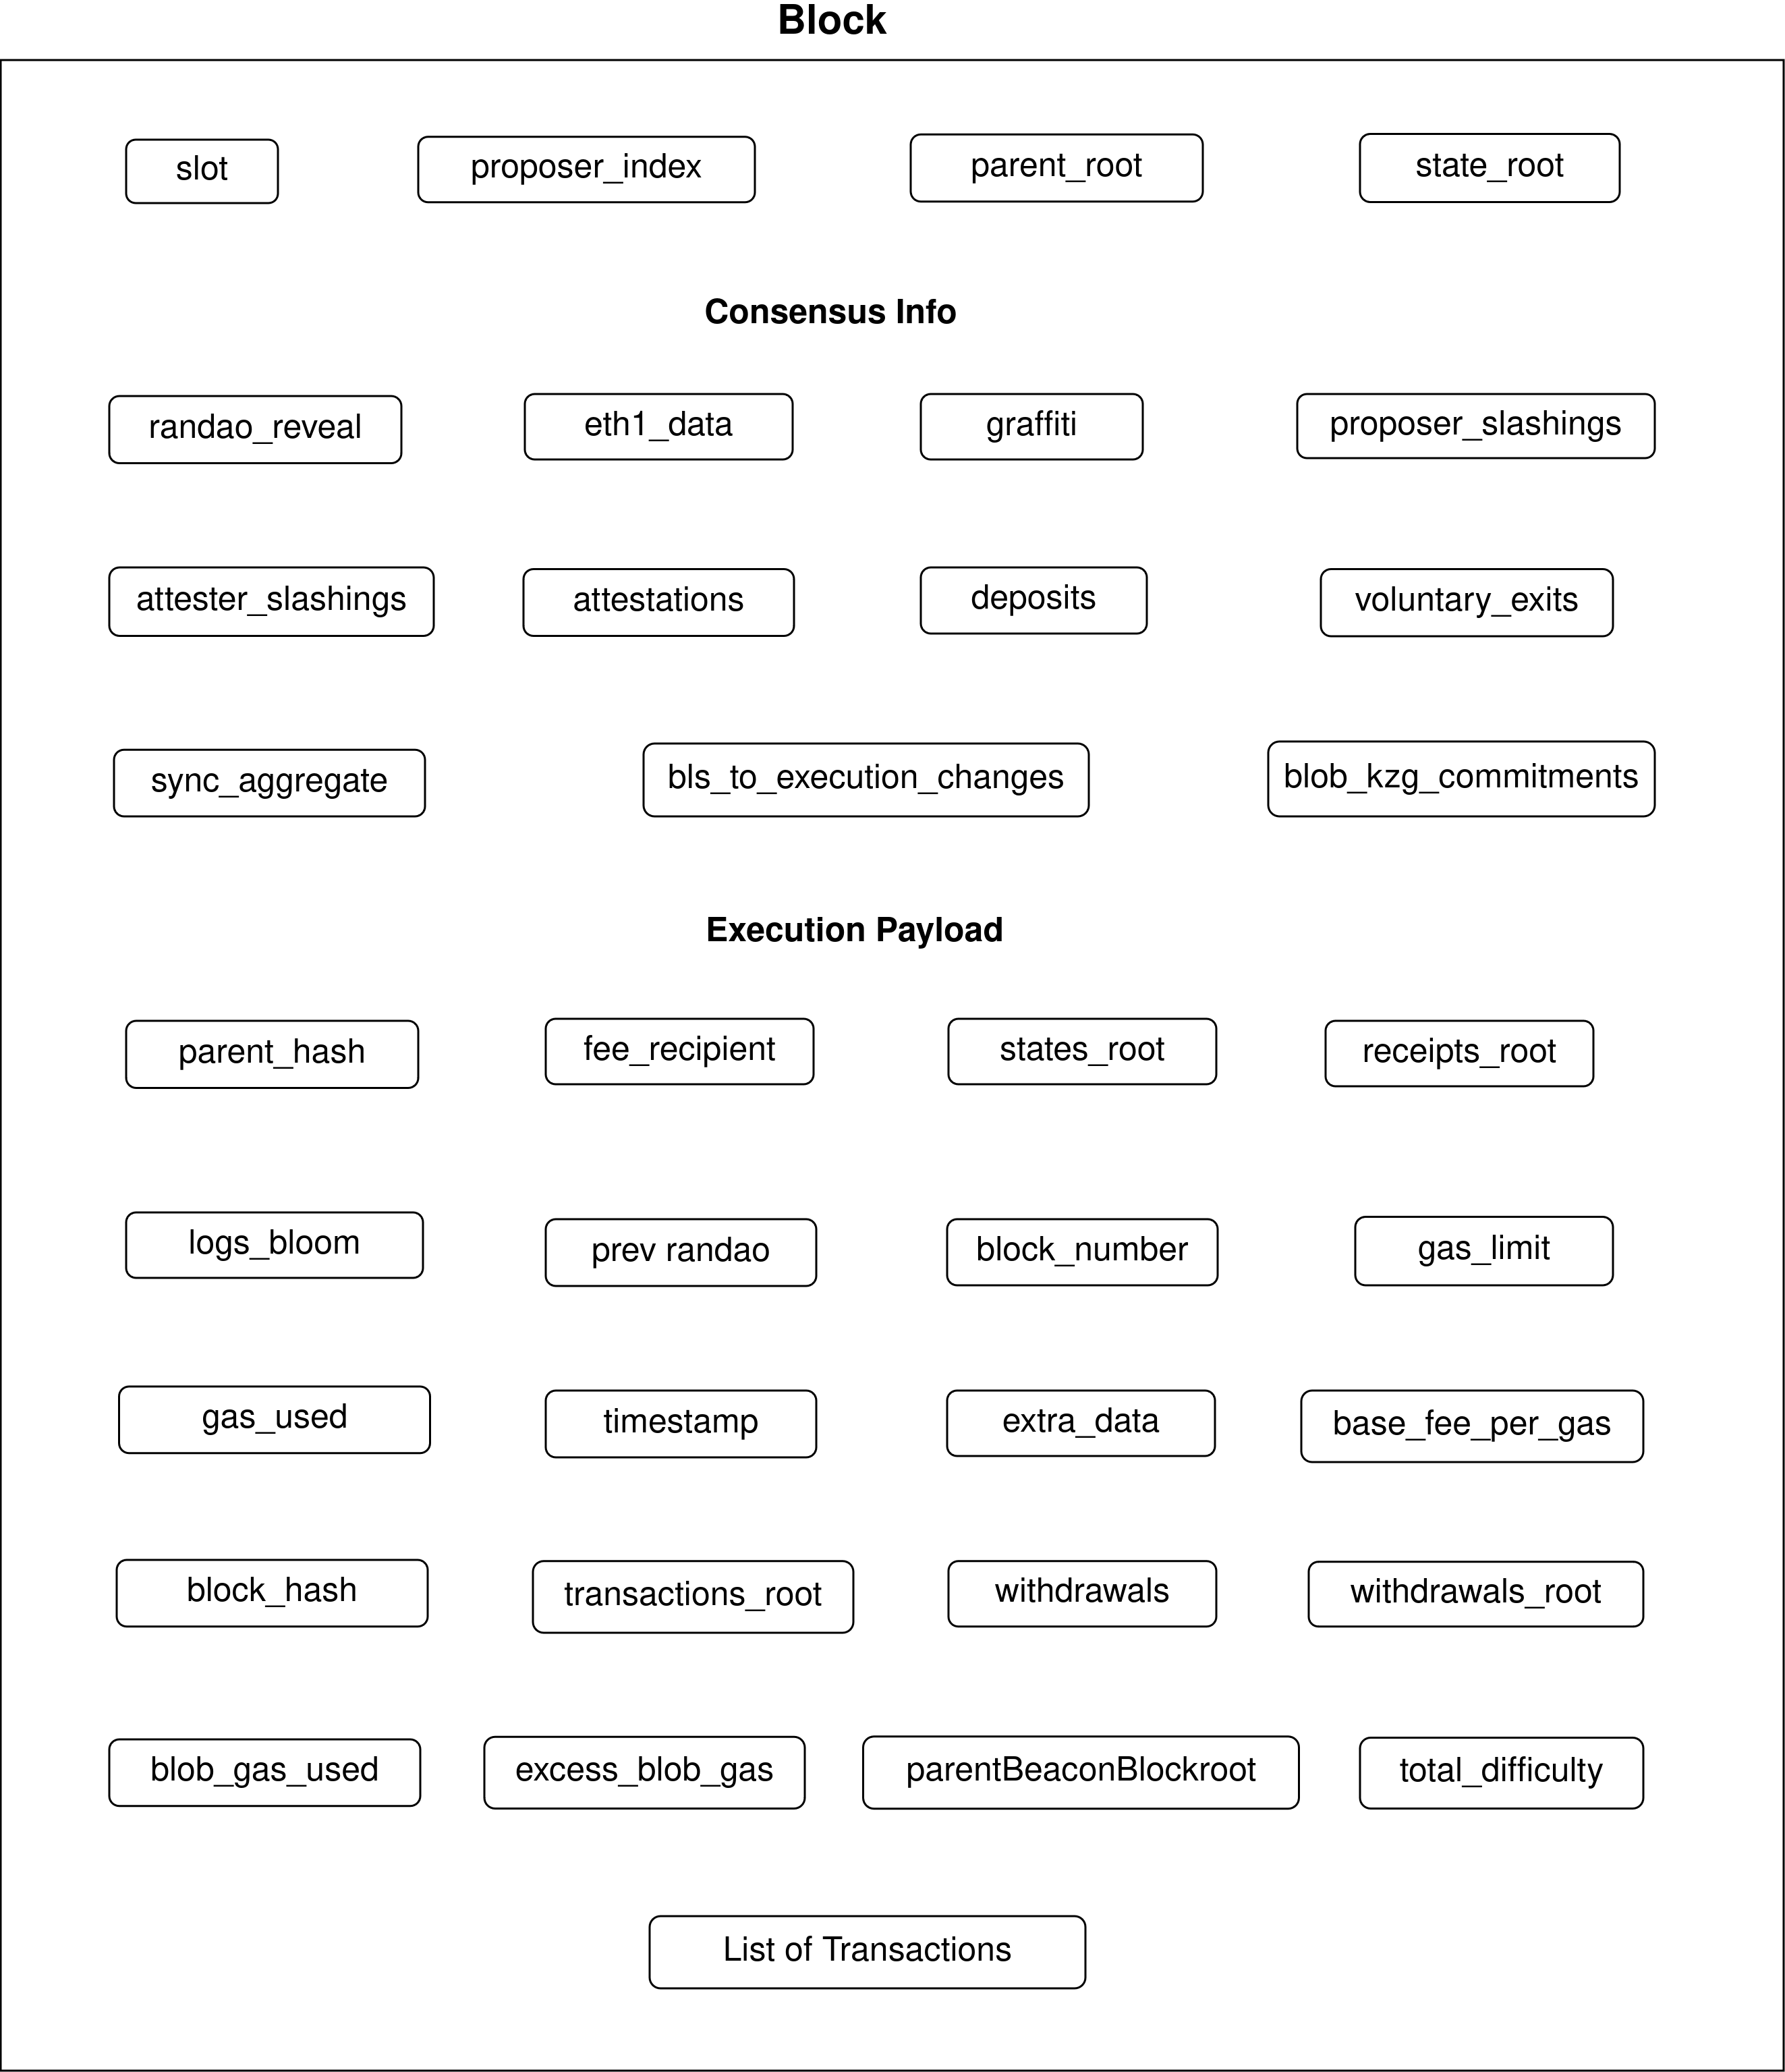 Block
slot
proposer_index
parent_root
state_root
Consensus Info
randao_reveal
eth1_data
graffiti
proposer_slashings
attester_slashings
attestations
deposits
voluntary_exits
sync_aggregate
bls_to_execution_changes
blob_kzg_commitments
Execution Payload
parent_hash
fee_recipient
states_root
receipts_root
logs_bloom
prev randao
block_number
gas_limit
gas_used
timestamp
extra_data
base_fee_per_gas
block_hash
transactions_root
withdrawals
withdrawals_root
blob_gas_used
excess_blob_gas
parentBeaconBlockroot
total_difficulty
List of Transactions